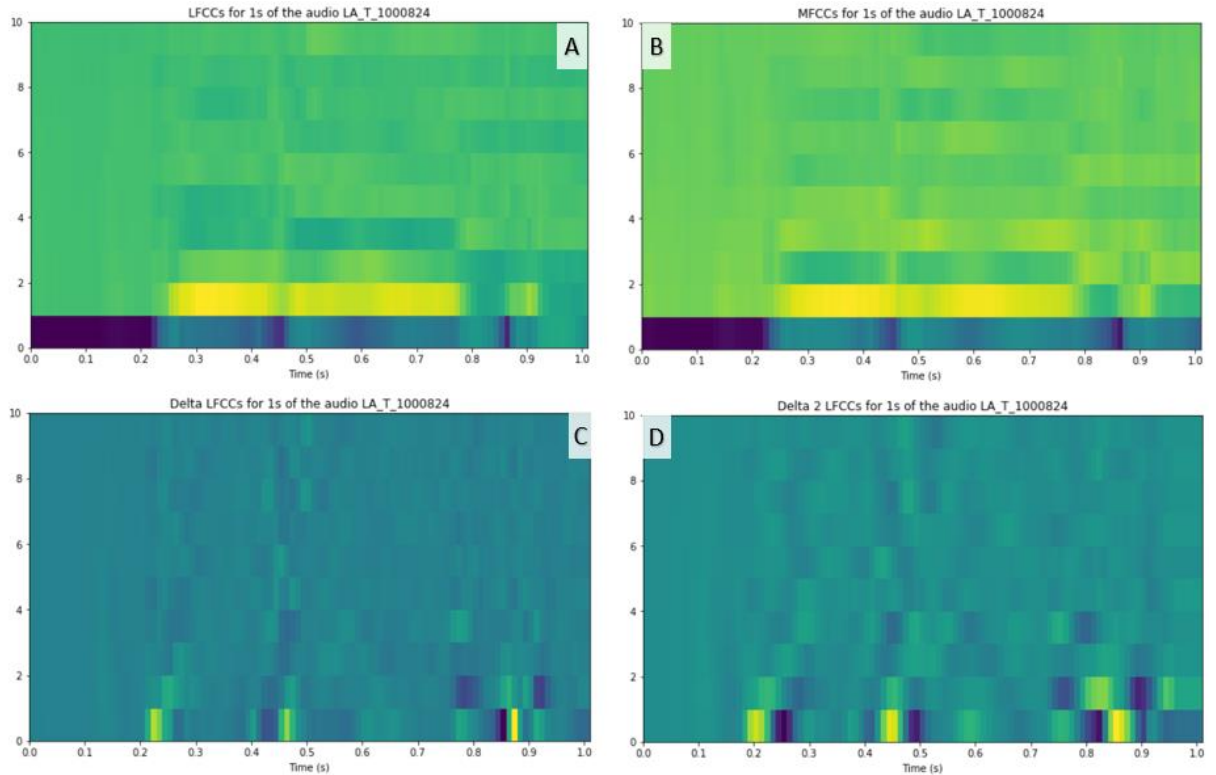 LFCCs for 1s of the audio LA_T_1000824
A
10
8
6
4
2
0
0.0 0.1 0.2 0.3 0.4 0.5 0.6 0.7 0.8 0.9 1.0
Time (s)
MFCCs for 1s of the audio LA_T_1000824
B
10
8
6
4
2
0
0.0 0.1 0.2 0.3 0.4 0.5 0.6 0.7 0.8 0.9 1.0
Time (s)
Delta LFCCs for 1s of the audio LA_T_1000824
C
10
8
6
4
2
0
0.0 0.1 0.2 0.3 0.4 0.5 0.6 0.7 0.8 0.9 1.0
Time (s)
Delta 2 LFCCs for 1s of the audio LA_T_1000824
D
10
8
6
4
2
0
0.0 0.1 0.2 0.3 0.4 0.5 0.6 0.7 0.8 0.9 1.0
Time (s)